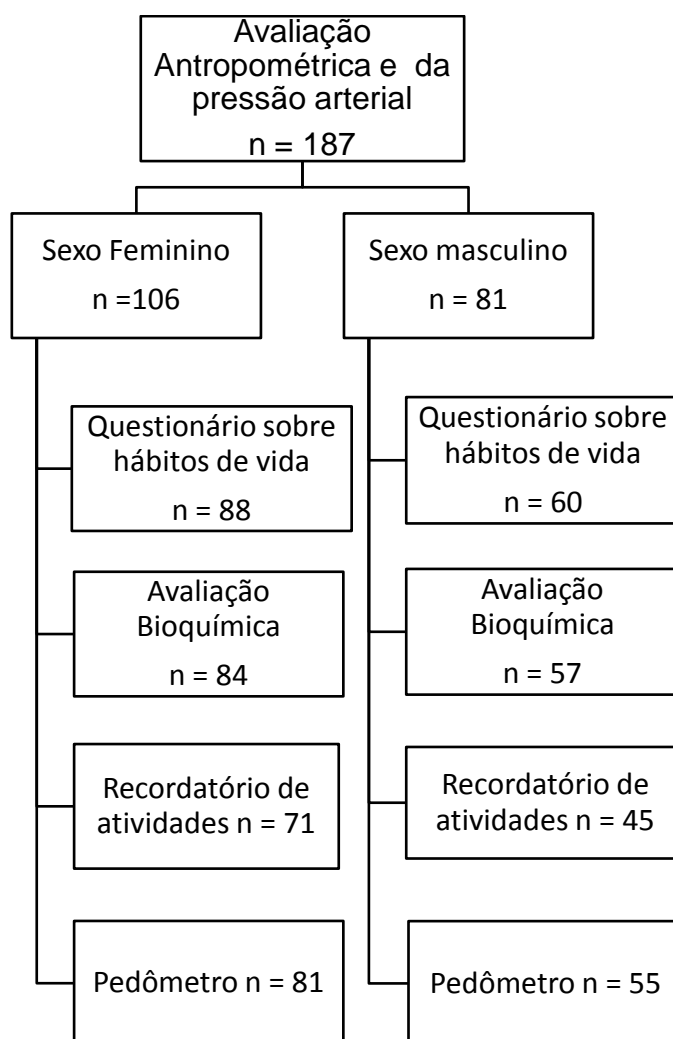 Avaliação
Antropométrica e da
pressão arterial
n = 187
Sexo Feminino
n =106
Sexo masculino
n = 81
Questionário sobre
hábitos de vida
n = 88
Questionário sobre
hábitos de vida
n = 60
Avaliação
Bioquímica
n = 84
Avaliação
Bioquímica
n = 57
Recordatório de
atividades n = 71
Recordatório de
atividades n = 45
Pedômetro n = 81
Pedômetro n = 55